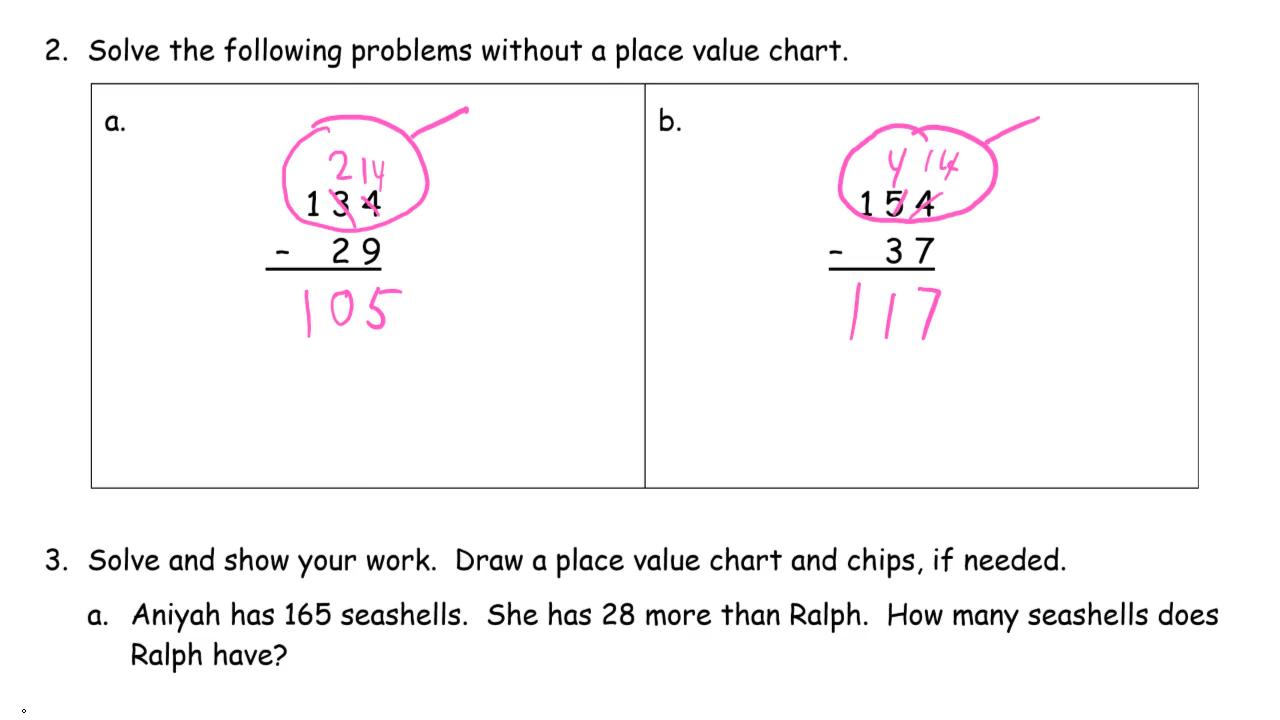 2. Solve the following problems without a place value chart.
a. b.
2 14 4 14
134 154
- 29 - 37
105 117
3. Solve and show your work. Draw a place value chart and chips, if needed.
a. Aniyah has 165 seashells. She has 28 more than Ralph. How many seashells does
Ralph have?